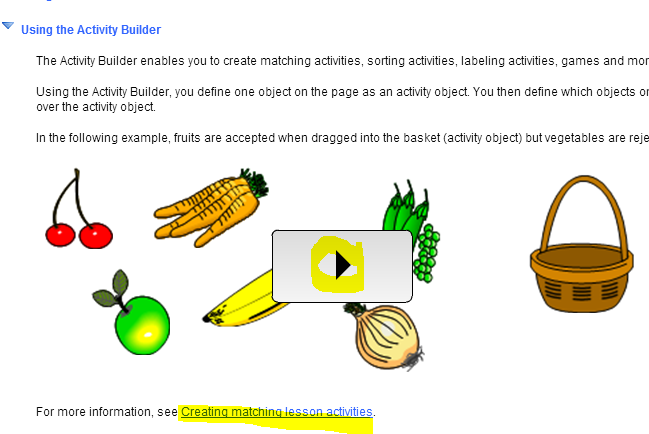 Using the Activity Builder
The Activity Builder enables you to create matching activities, sorting activities, labeling activities, games and
Using the Activity Builder, you define one object on the page as an activity object. You then define which objects
over the activity object.
In the following example, fruits are accepted when dragged into the basket (activity object) but vegetables are
For more information, see Creating matching lesson activities.